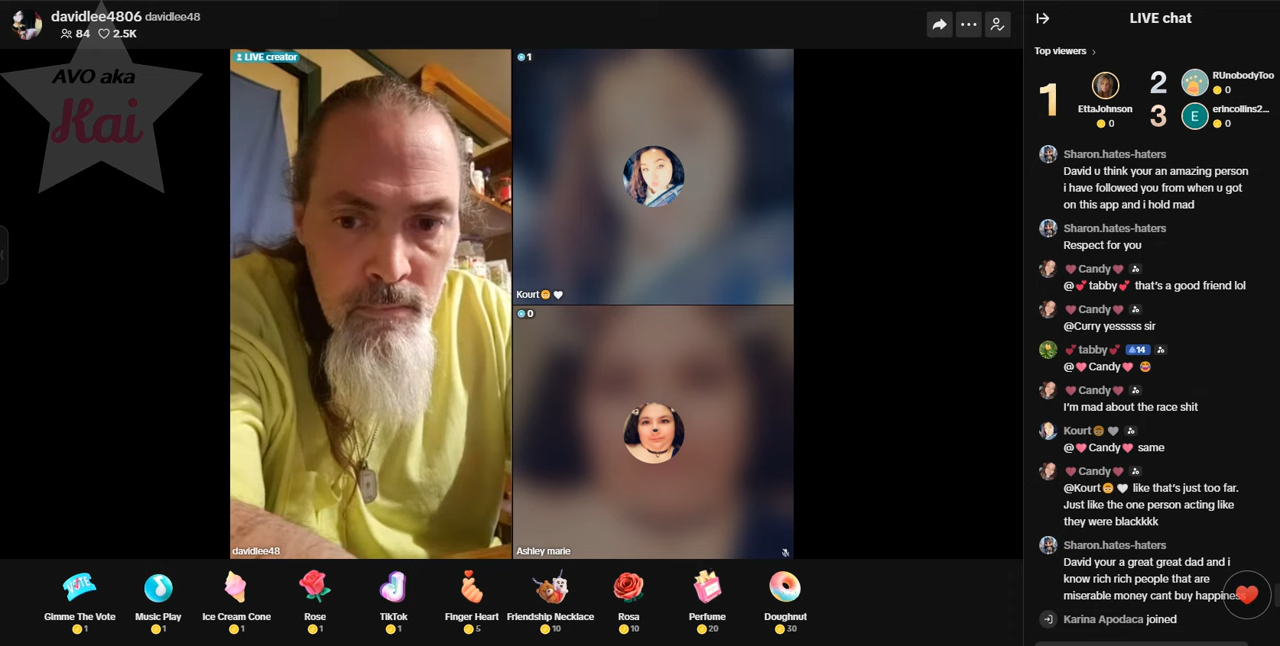 davidlee4806 davidlee48
84 2.5K
AVO aka
Kai
LIVE creator
1
Kourt
0
davidlee48
Ashley marie
Gimme The Vote
1
Music Play
1
Ice Cream Cone
1
Rose
1
TikTok
1
Finger Heart
5
Friendship Necklace
10
Rosa
10
Perfume
20
Doughnut
30
LIVE chat
Top viewers
1
EttaJohnson
0
2
RUnobodyToo
0
3
E
erincollins2...
0
Sharon.hates-haters
David u think your an amazing person
i have followed you from when u got
on this app and i hold mad
Sharon.hates-haters
Respect for you
Candy
@💕tabby💕 that's a good friend lol
Candy
@Curry yesssss sir
tabby 14
@❤Candy❤ 😂
Candy
I'm mad about the race shit
Kourt
@❤Candy❤ same
Candy
@Kourt like that's just too far.
Just like the one person acting like
they were blackkkk
Sharon.hates-haters
David your a great great dad and i
know rich rich people that are
miserable money cant buy happiness
Karina Apodaca joined